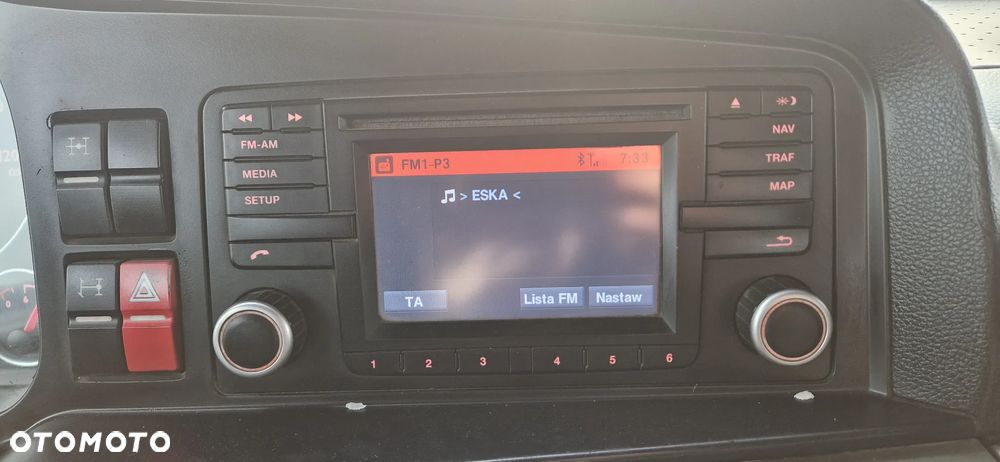 FM-AM
MEDIA
SETUP
FM1-P3 7:33
> ESKA <
TA Lista FM Nastaw
NAV
TRAF
MAP
1 2 3 4 5 6
OTOMOTO